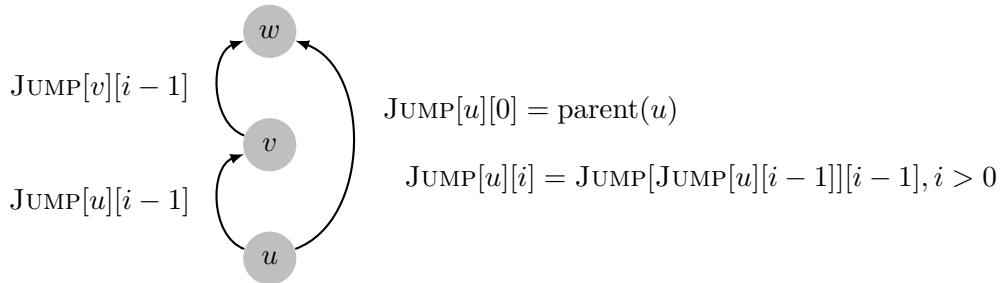 w
JUMP[v][i − 1]
JUMP[u][0] = parent(u)
v
JUMP[u][i] = JUMP[JUMP[u][i − 1]][i − 1], i > 0
JUMP[u][i − 1]
u